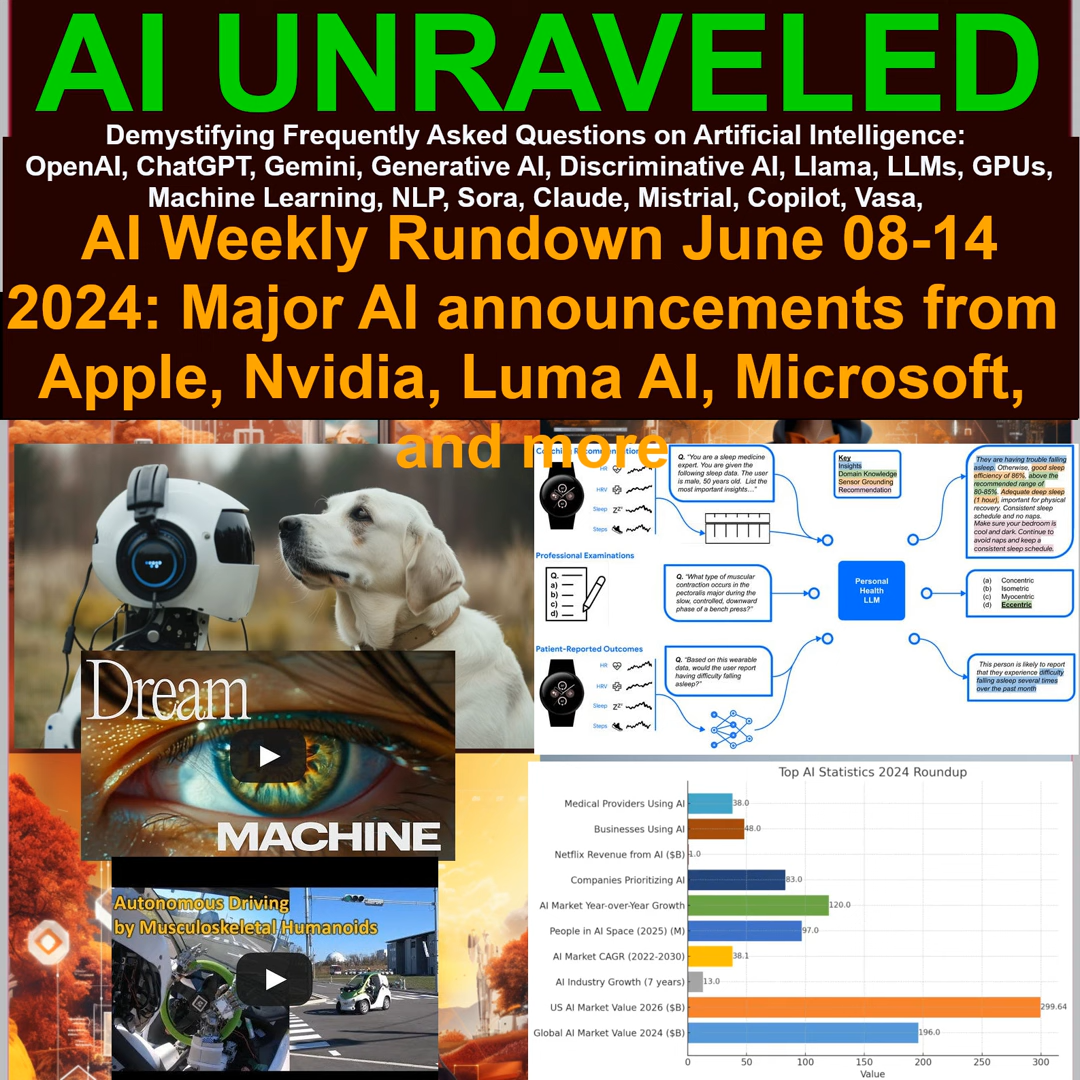 AI UNRAVELED
Demystifying Frequently Asked Questions on Artificial Intelligence:
OpenAI, ChatGPT, Gemini, Generative AI, Discriminative AI, Llama, LLMs, GPUs,
Machine Learning, NLP, Sora, Claude, Mistrial, Copilot, Vasa,
AI Weekly Rundown June 08-14
2024: Major AI announcements from
Apple, Nvidia, Luma AI, Microsoft,
and more
HR
HRV
Sleep
Steps
Q. "You are a sleep medicine
expert. You are given the
following sleep data. The user
is male, 50 years old. List the
most important insights..."
Key
Insights
Domain Knowledge
Sensor Grounding
Recommendation
They are having trouble falling
asleep. Otherwise, good sleep
efficiency of 86%, above the
recommended range of
80-85%. Adequate deep sleep
(1 hour), important for physical
recovery. Consistent sleep
schedule and no naps.
Make sure your bedroom is
cool and dark. Continue to
avoid naps and keep a
consistent sleep schedule.
Professional Examinations
Q.
a)
b)
c)
d)
Q. "What type of muscular
contraction occurs in the
pectoralis major during the
slow, controlled, downward
phase of a bench press?"
Personal
Health
LLM
(a) Concentric
(b) Isometric
(c) Myocentric
(d) Eccentric
Patient-Reported Outcomes
HR
HRV
Sleep
Steps
Q. "Based on this wearable
data, would the user report
having difficulty falling
asleep?"
This person is likely to report
that they experience difficulty
falling asleep several times
over the past month
Dream
MACHINE
Autonomous Driving
by Musculoskeletal Humanoids
Top AI Statistics 2024 Roundup
Medical Providers Using AI 38.0
Businesses Using AI 48.0
Netflix Revenue from AI ($B) 1.0
Companies Prioritizing AI 83.0
AI Market Year-over-Year Growth 120.0
People in AI Space (2025) (M) 97.0
AI Market CAGR (2022-2030) 38.1
AI Industry Growth (7 years) 13.0
US AI Market Value 2026 ($B) 299.64
Global AI Market Value 2024 ($B) 196.0
0 50 100 150 200 250 300
Value